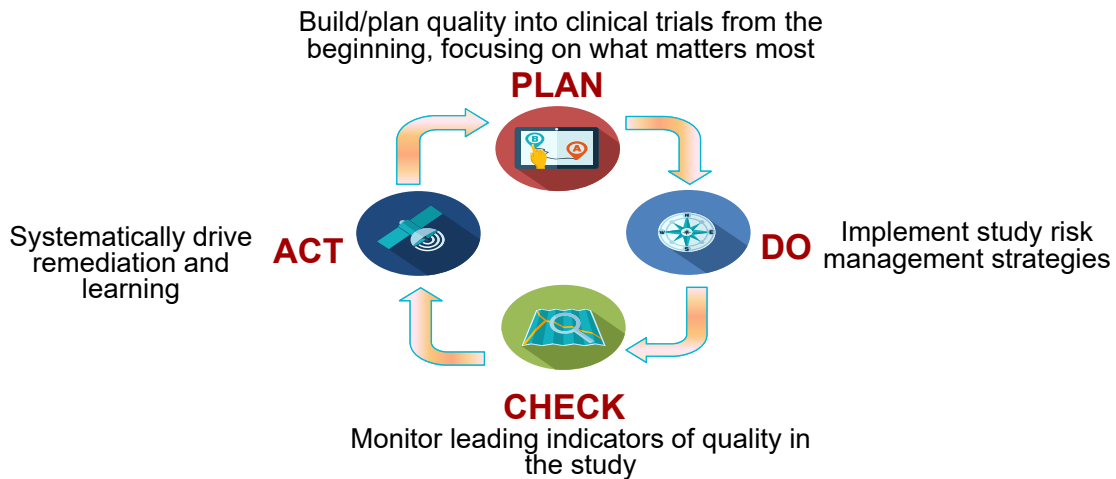 Build/plan quality into clinical trials from the
beginning, focusing on what matters most
PLAN
B
A
Systematically drive
remediation and
learning
ACT
N
W
E
S
DO
Implement study risk
management strategies
CHECK
Monitor leading indicators of quality in
the study